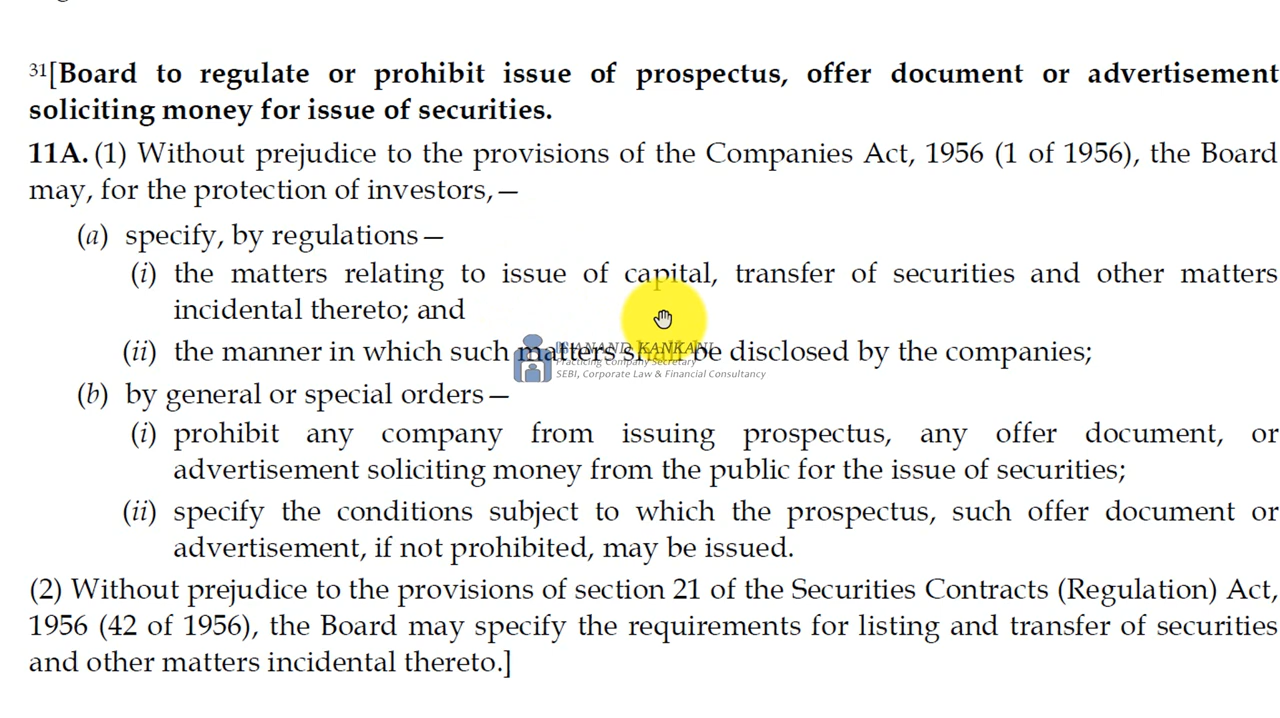 31[Board to regulate or prohibit issue of prospectus, offer document or advertisement
soliciting money for issue of securities.
11A. (1) Without prejudice to the provisions of the Companies Act, 1956 (1 of 1956), the Board
may, for the protection of investors,—
(a) specify, by regulations—
(i) the matters relating to issue of capital, transfer of securities and other matters
incidental thereto; and
(ii) the manner in which such matters shall be disclosed by the companies;
ANAND KANKANI
Practicing Company Secretary
SEBI, Corporate Law & Financial Consultancy
(b) by general or special orders—
(i) prohibit any company from issuing prospectus, any offer document, or
advertisement soliciting money from the public for the issue of securities;
(ii) specify the conditions subject to which the prospectus, such offer document or
advertisement, if not prohibited, may be issued.
(2) Without prejudice to the provisions of section 21 of the Securities Contracts (Regulation) Act,
1956 (42 of 1956), the Board may specify the requirements for listing and transfer of securities
and other matters incidental thereto.]